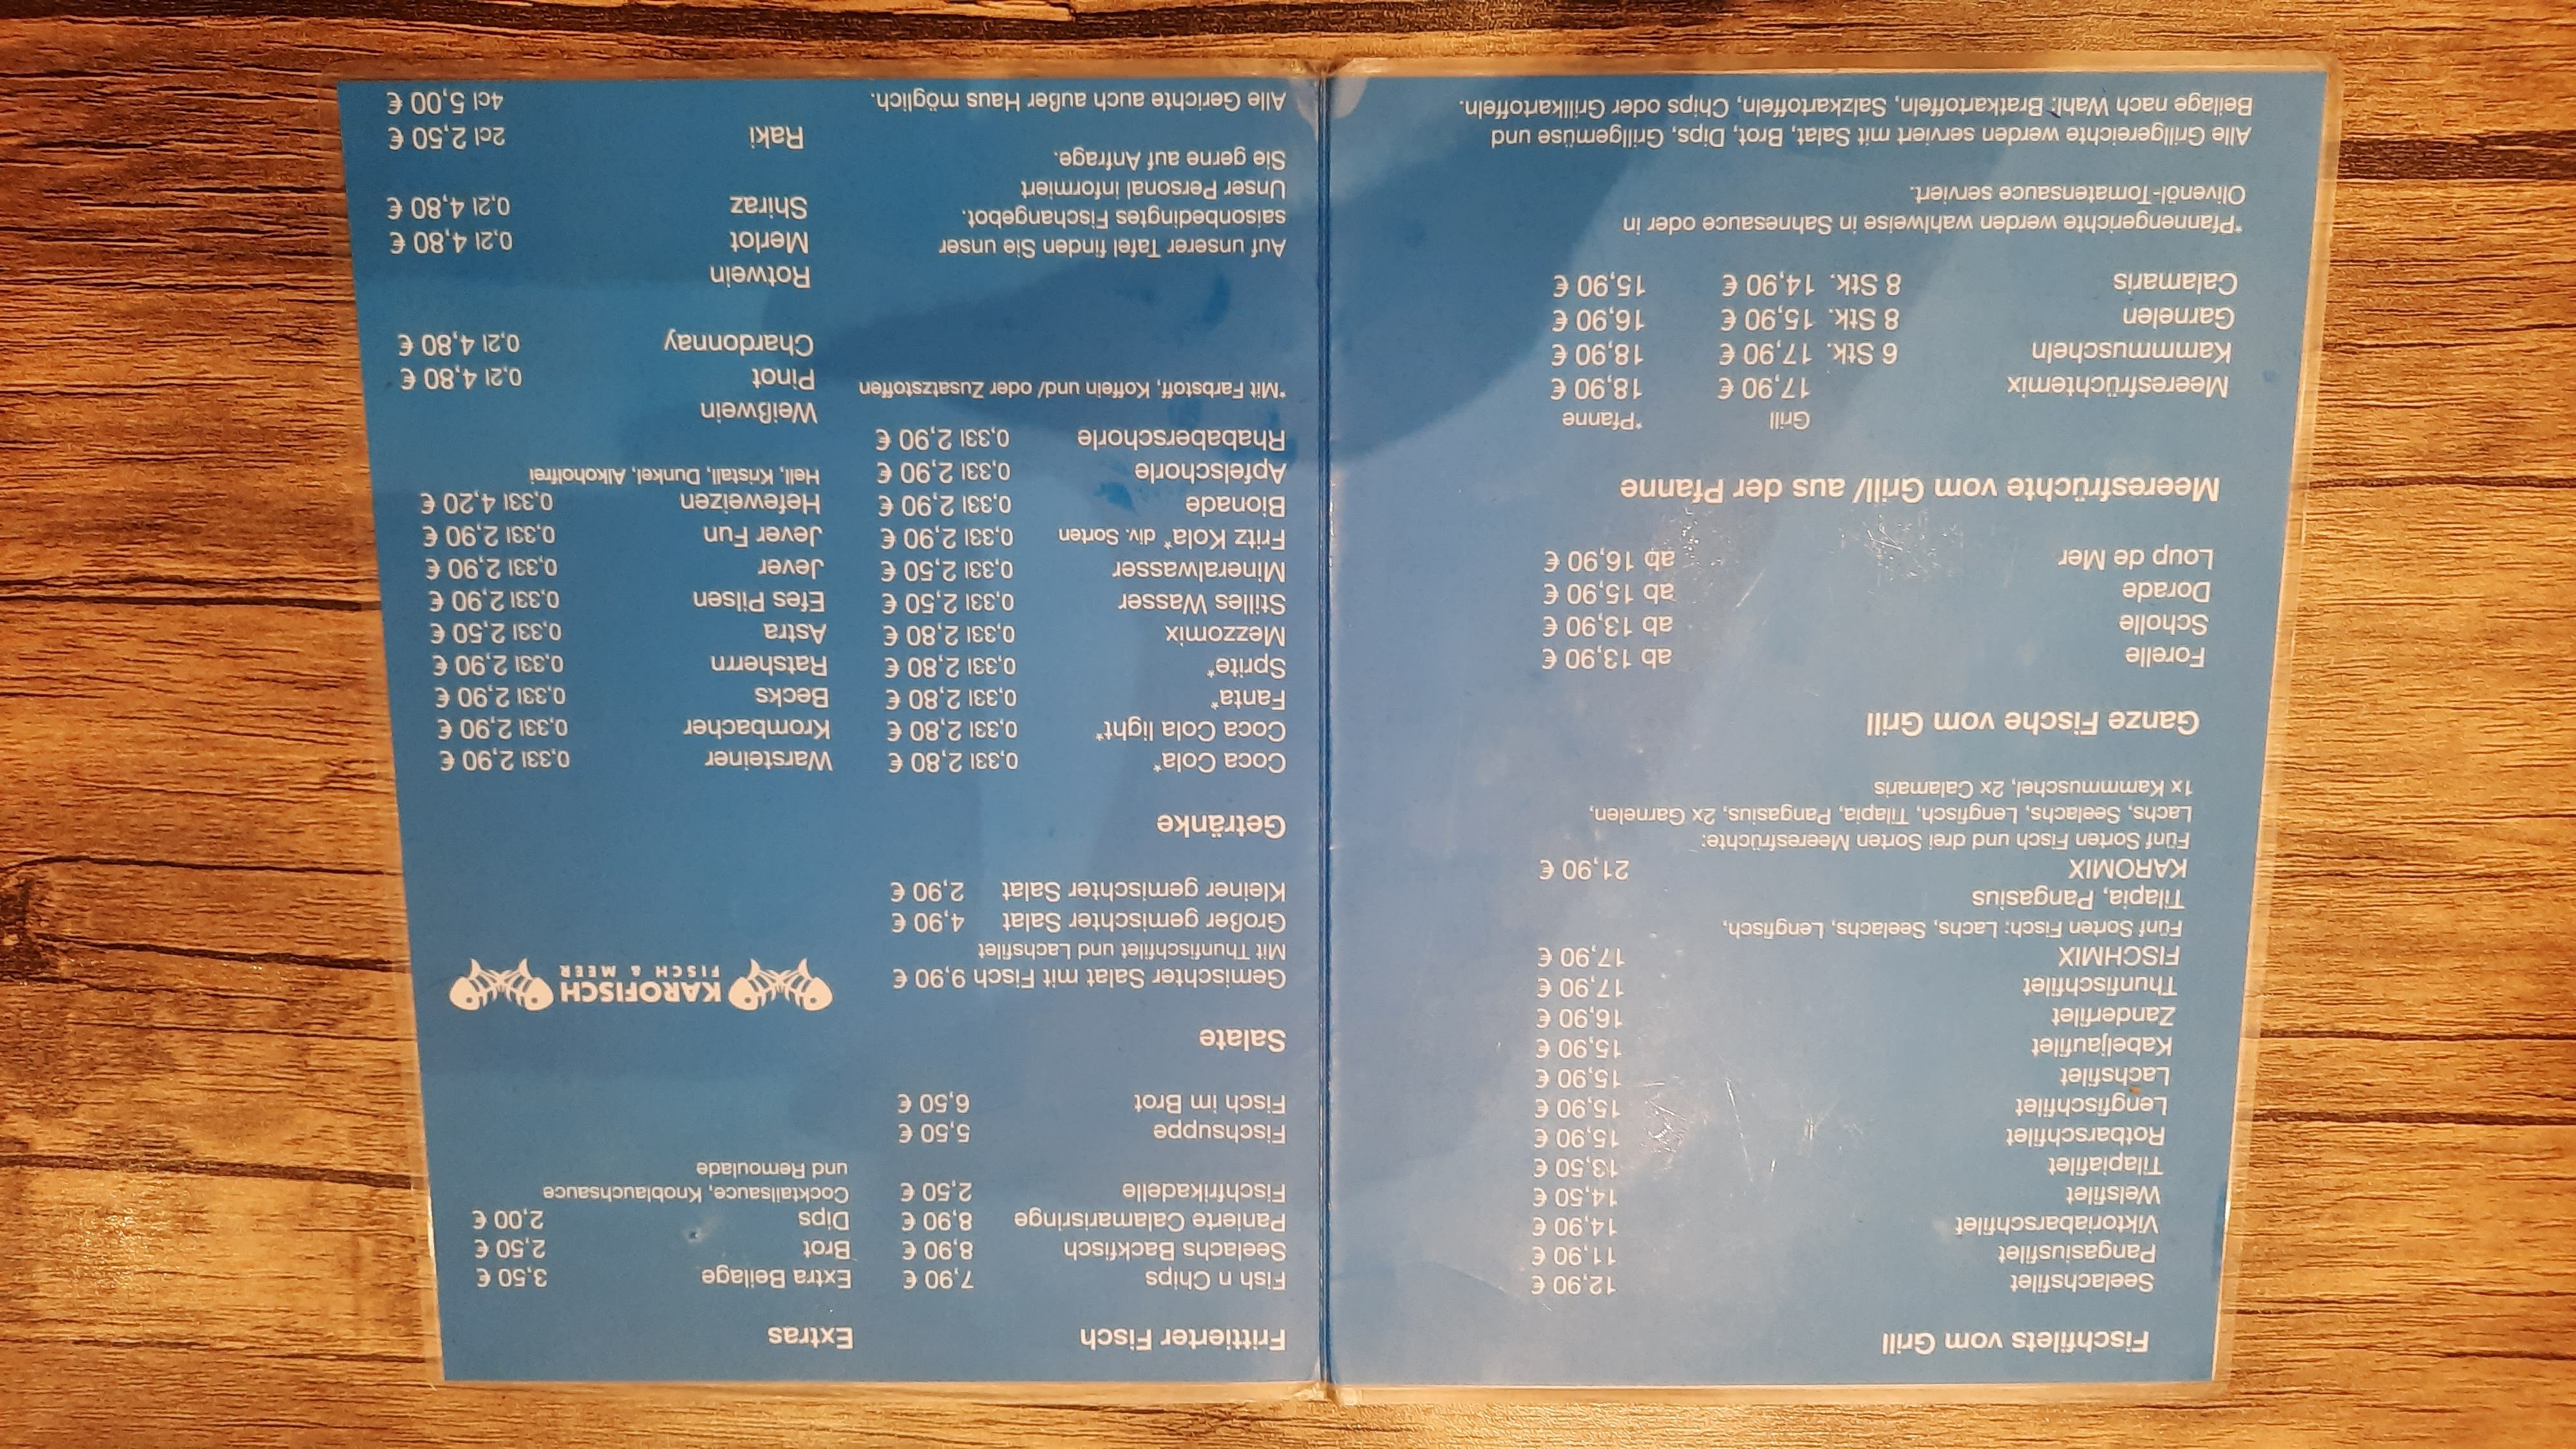 Fischfilets vom Grill
Seelachsfilet 12,90 €
Pangasiusfilet 11,90 €
Viktoriabarschfilet 14,90 €
Welsfilet 14,50 €
Tilapiafilet 13,50 €
Rotbarschfilet 15,90 €
Lengfischfilet 15,90 €
Lachsfilet 15,90 €
Kabeljaufilet 15,90 €
Zanderfilet 16,90 €
Thunfischfilet 17,90 €
FISCHMIX 17,90 €
Fünf Sorten Fisch: Lachs, Seelachs, Lengfisch,
Tilapia, Pangasius
KAROMIX 21,90 €
Fünf Sorten Fisch und drei Sorten Meeresfrüchte:
Lachs, Seelachs, Lengfisch, Tilapia, Pangasius, 2x Garnelen,
1x Kammmuschel, 2x Calamaris
Ganze Fische vom Grill
Forelle ab 13,90 €
Scholle ab 13,90 €
Dorade ab 15,90 €
Loup de Mer ab 16,90 €
Meeresfrüchte vom Grill/ aus der Pfanne
Grill *Pfanne
Meeresfrüchtemix 17,90 € 18,90 €
Kammmuscheln 6 Stk. 17,90 € 18,90 €
Garnelen 8 Stk. 15,90 € 16,90 €
Calamaris 8 Stk. 14,90 € 15,90 €
*Pfannengerichte werden wahlweise in Sahnesauce oder in
Olivenöl-Tomatensauce serviert.
Alle Grillgereichte werden serviert mit Salat, Brot, Dips, Grillgemüse und
Beilage nach Wahl: Bratkartoffeln, Salzkartoffeln, Chips oder Grillkartoffeln.
Frittierter Fisch
Fish n Chips 7,90 €
Seelachs Backfisch 8,90 €
Panierte Calamarisringe 8,90 €
Fischfrikadelle 2,50 €
Fischsuppe 5,50 €
Fisch im Brot 6,50 €
Salate
Gemischter Salat mit Fisch 9,90 €
Mit Thunfischfilet und Lachsfilet
Großer gemischter Salat 4,90 €
Kleiner gemischter Salat 2,90 €
Getränke
Coca Cola* 0,33l 2,80 €
Coca Cola light* 0,33l 2,80 €
Fanta* 0,33l 2,80 €
Sprite* 0,33l 2,80 €
Mezzomix 0,33l 2,80 €
Stilles Wasser 0,33l 2,50 €
Mineralwasser 0,33l 2,50 €
Fritz Kola* div. Sorten 0,33l 2,90 €
Bionade 0,33l 2,90 €
Apfelschorle 0,33l 2,90 €
Rhababerschorle 0,33l 2,90 €
*Mit Farbstoff, Koffein und/ oder Zusatzstoffen
Auf unserer Tafel finden Sie unser
saisonbedingtes Fischangebot.
Unser Personal informiert
Sie gerne auf Anfrage.
Alle Gerichte auch außer Haus möglich.
Extras
Extra Beilage 3,50 €
Brot 2,50 €
Dips 2,00 €
Cocktailsauce, Knoblauchsauce
und Remoulade
KAROFISCH
FISCH & MEER
Warsteiner 0,33l 2,90 €
Krombacher 0,33l 2,90 €
Becks 0,33l 2,90 €
Ratsherrn 0,33l 2,90 €
Astra 0,33l 2,50 €
Efes Pilsen 0,33l 2,90 €
Jever 0,33l 2,90 €
Jever Fun 0,33l 2,90 €
Hefeweizen 0,33l 4,20 €
Hell, Kristall, Dunkel, Alkoholfrei
Weißwein
Pinot 0,2l 4,80 €
Chardonnay 0,2l 4,80 €
Rotwein
Merlot 0,2l 4,80 €
Shiraz 0,2l 4,80 €
Raki 2cl 2,50 €
4cl 5,00 €